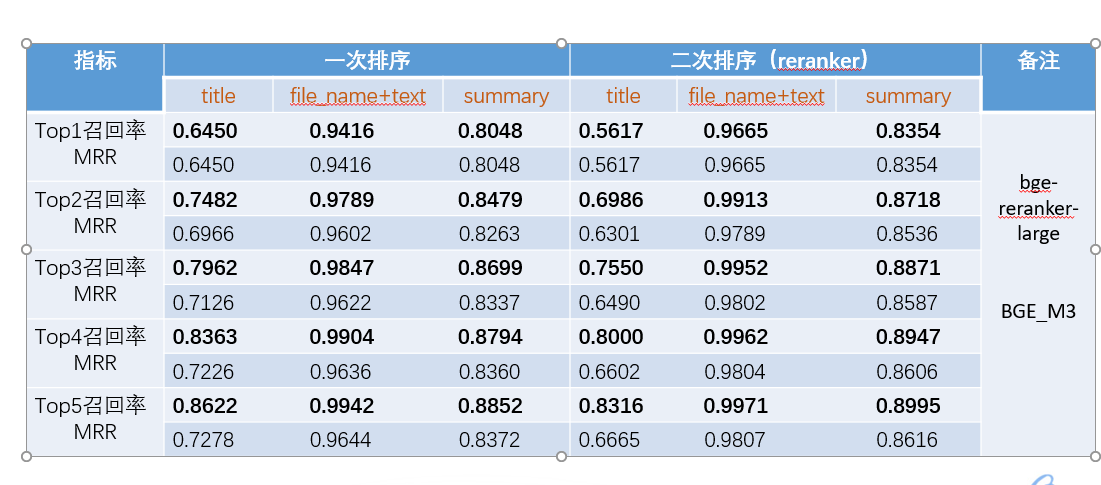 指标 一次排序 二次排序（reranker） 备注
title file_name+text summary title file_name+text summary
Top1召回率 0.6450 0.9416 0.8048 0.5617 0.9665 0.8354
MRR 0.6450 0.9416 0.8048 0.5617 0.9665 0.8354
Top2召回率 0.7482 0.9789 0.8479 0.6986 0.9913 0.8718
MRR 0.6966 0.9602 0.8263 0.6301 0.9789 0.8536
Top3召回率 0.7962 0.9847 0.8699 0.7550 0.9952 0.8871
MRR 0.7126 0.9622 0.8337 0.6490 0.9802 0.8587
Top4召回率 0.8363 0.9904 0.8794 0.8000 0.9962 0.8947
MRR 0.7226 0.9636 0.8360 0.6602 0.9804 0.8606
Top5召回率 0.8622 0.9942 0.8852 0.8316 0.9971 0.8995
MRR 0.7278 0.9644 0.8372 0.6665 0.9807 0.8616
bge-
reranker-
large
BGE_M3